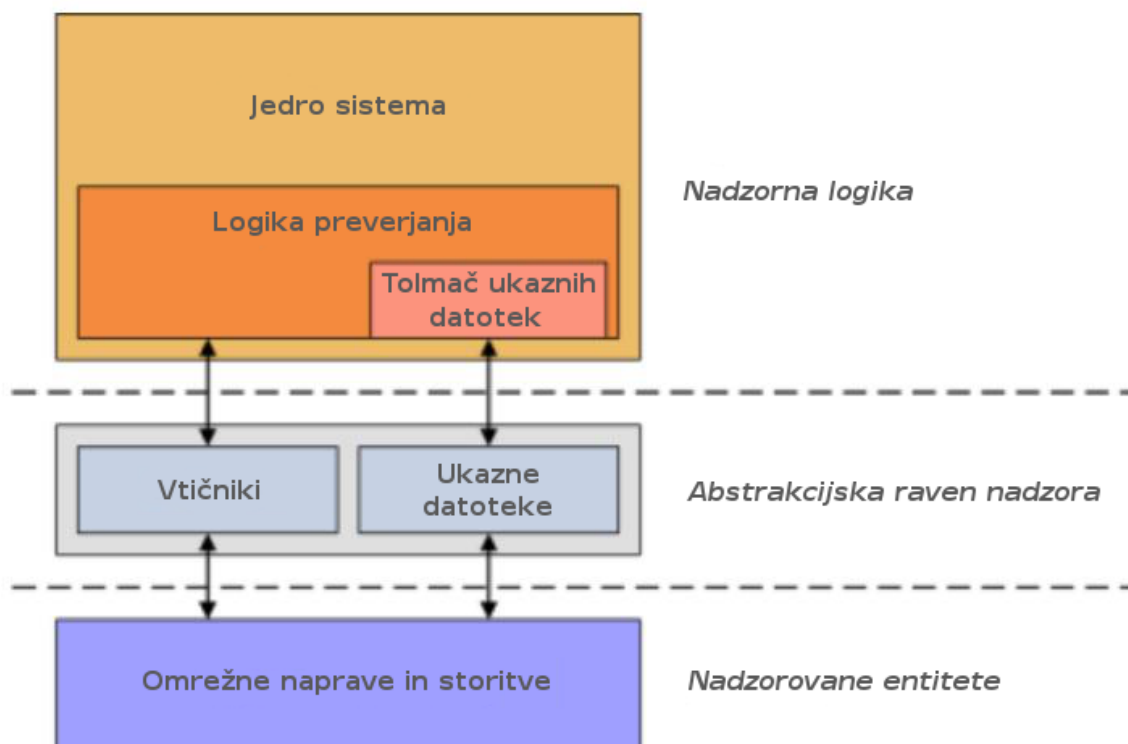 Jedro sistema
Nadzorna logika
Logika preverjanja
Tolmač ukaznih
datotek
Vtičniki
Ukazne
datoteke
Abstrakcijska raven nadzora
Omrežne naprave in storitve
Nadzorovane entitete